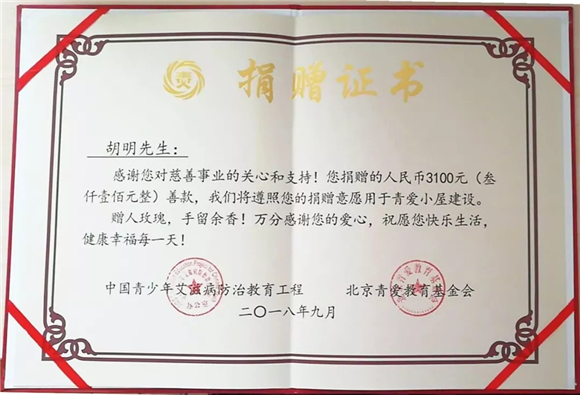 捐赠证书
胡明先生：
感谢您对慈善事业的关心和支持！您捐赠的人民币3100元（叁
仟壹佰元整）善款，我们将遵照您的捐赠意愿用于青爱小屋建设。
赠人玫瑰，手留余香！万分感谢您的爱心，祝愿您快乐生活，
健康幸福每一天！
中国青少年艾滋病防治教育工程 北京青爱教育基金会
二〇一八年九月